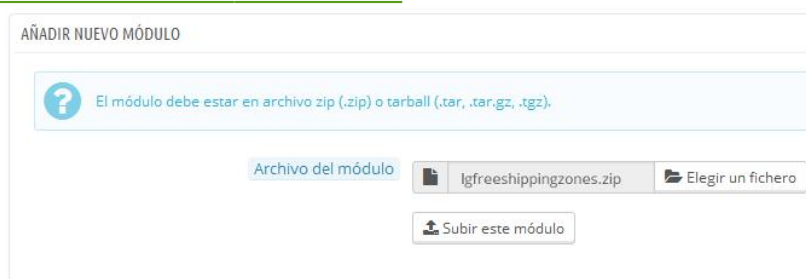 AÑADIR NUEVO MÓDULO
El módulo debe estar en archivo zip (.zip) o tarball (.tar, .tar.gz, .tgz).
Archivo del módulo lgfreeshippingzones.zip Elegir un fichero
Subir este módulo